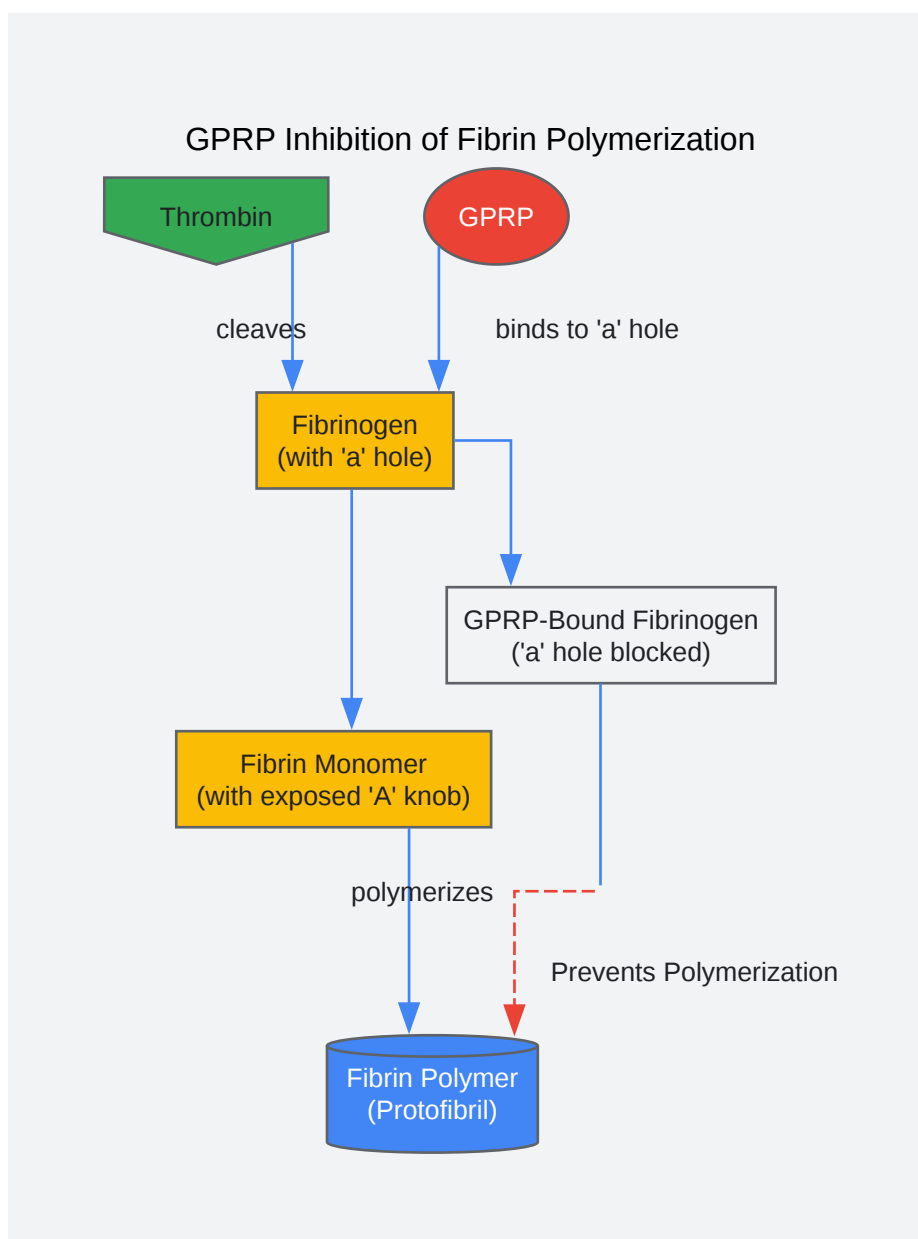 GPRP Inhibition of Fibrin Polymerization
Thrombin
GPRP
cleaves
binds to 'a' hole
Fibrinogen
(with 'a' hole)
GPRP-Bound Fibrinogen
('a' hole blocked)
Fibrin Monomer
(with exposed 'A' knob)
polymerizes
Prevents Polymerization
Fibrin Polymer
(Protofibril)